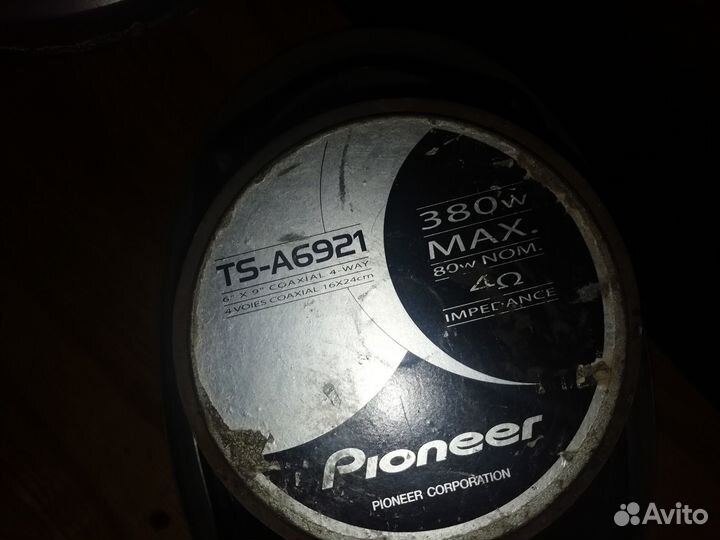 TS-A6921
6" X 9" COAXIAL 4-WAY
4 VOIES COAXIAL 16X24cm
380W
MAX.
80W NOM.
4Ω
IMPEDANCE
Pioneer
PIONEER CORPORATION
Avito